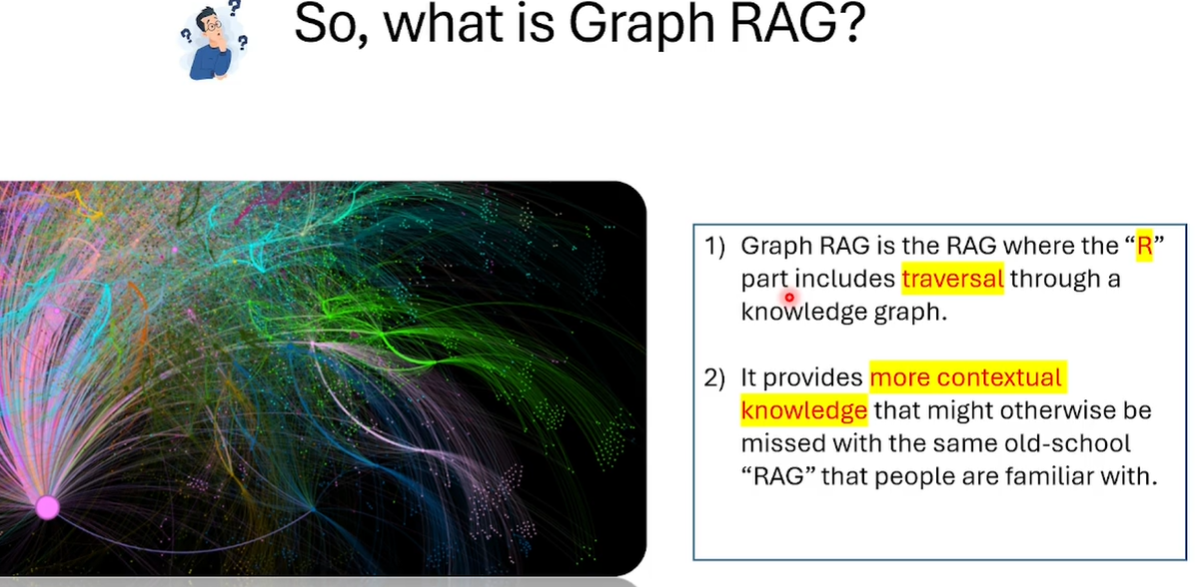 So, what is Graph RAG?
1) Graph RAG is the RAG where the “R”
part includes traversal through a
knowledge graph.
2) It provides more contextual
knowledge that might otherwise be
missed with the same old-school
“RAG” that people are familiar with.